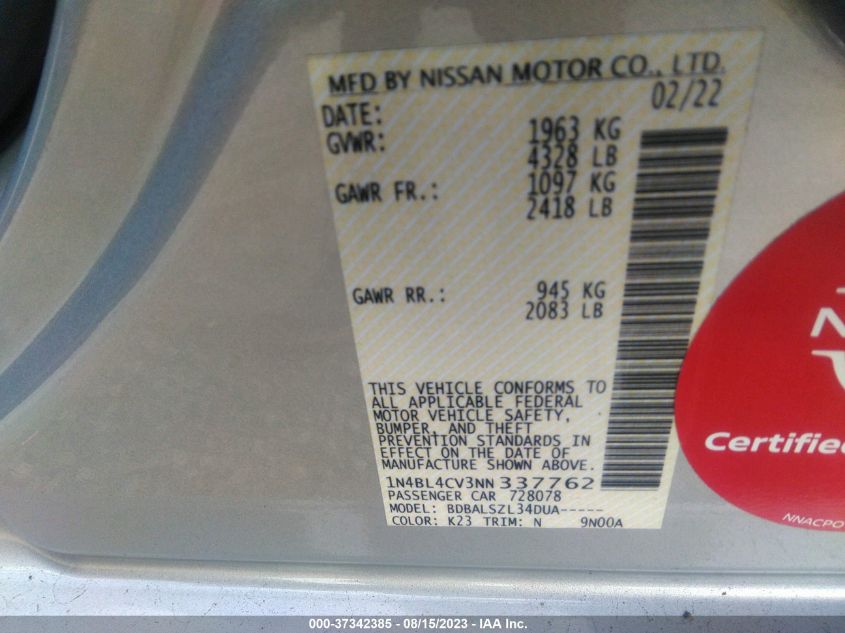 MFD BY NISSAN MOTOR CO., LTD.
DATE: 02/22
GVWR: 1963 KG
4328 LB
GAWR FR.: 1097 KG
2418 LB
GAWR RR.: 945 KG
2083 LB
THIS VEHICLE CONFORMS TO
ALL APPLICABLE FEDERAL
MOTOR VEHICLE SAFETY,
BUMPER, AND THEFT
PREVENTION STANDARDS IN
EFFECT ON THE DATE OF
MANUFACTURE SHOWN ABOVE.
1N4BL4CV3NN 337762
PASSENGER CAR 728078
MODEL: BDBALSZL34DUA-----
COLOR: K23 TRIM: N 9N00A
Certified
NNACPO
000-37342385 - 08/15/2023 - IAA Inc.